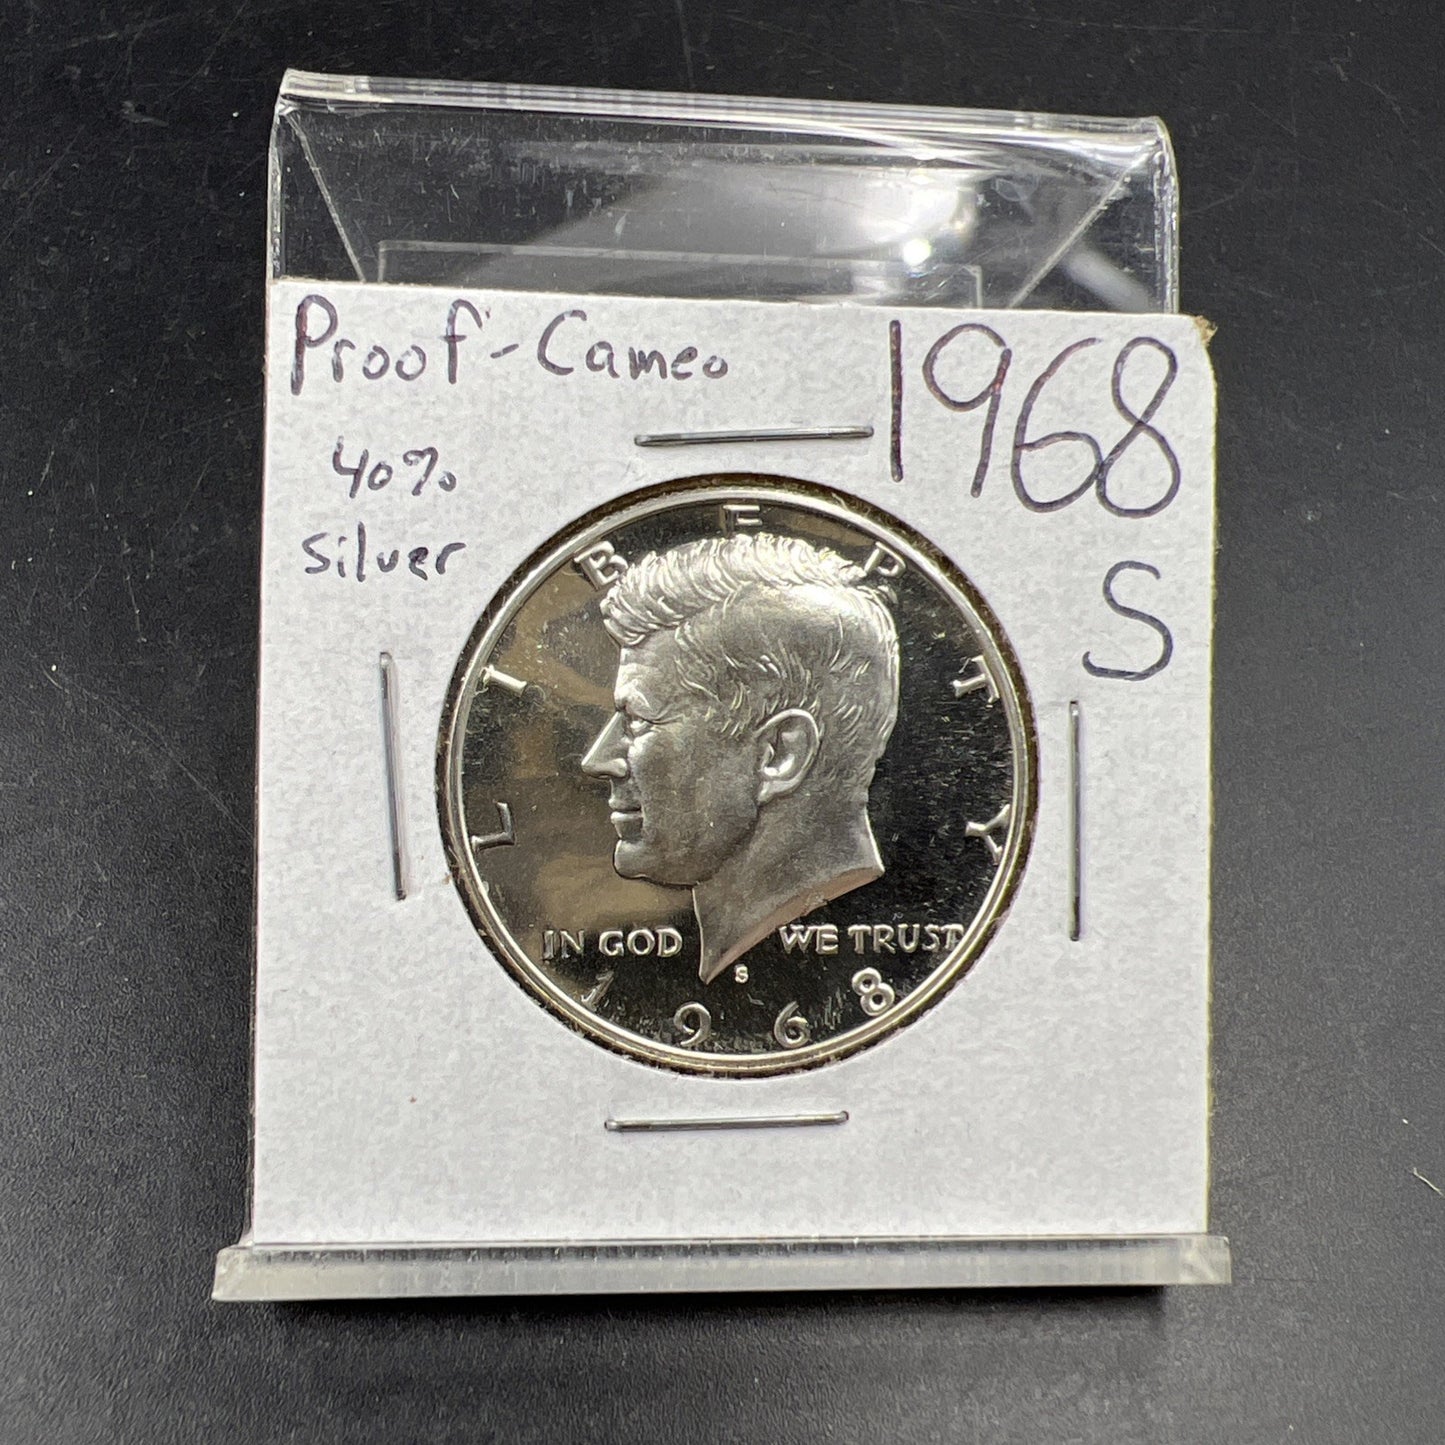 Proof-Cameo
1968
40%
Silver
S
LIBERTY
IN GOD WE TRUST
S
1968